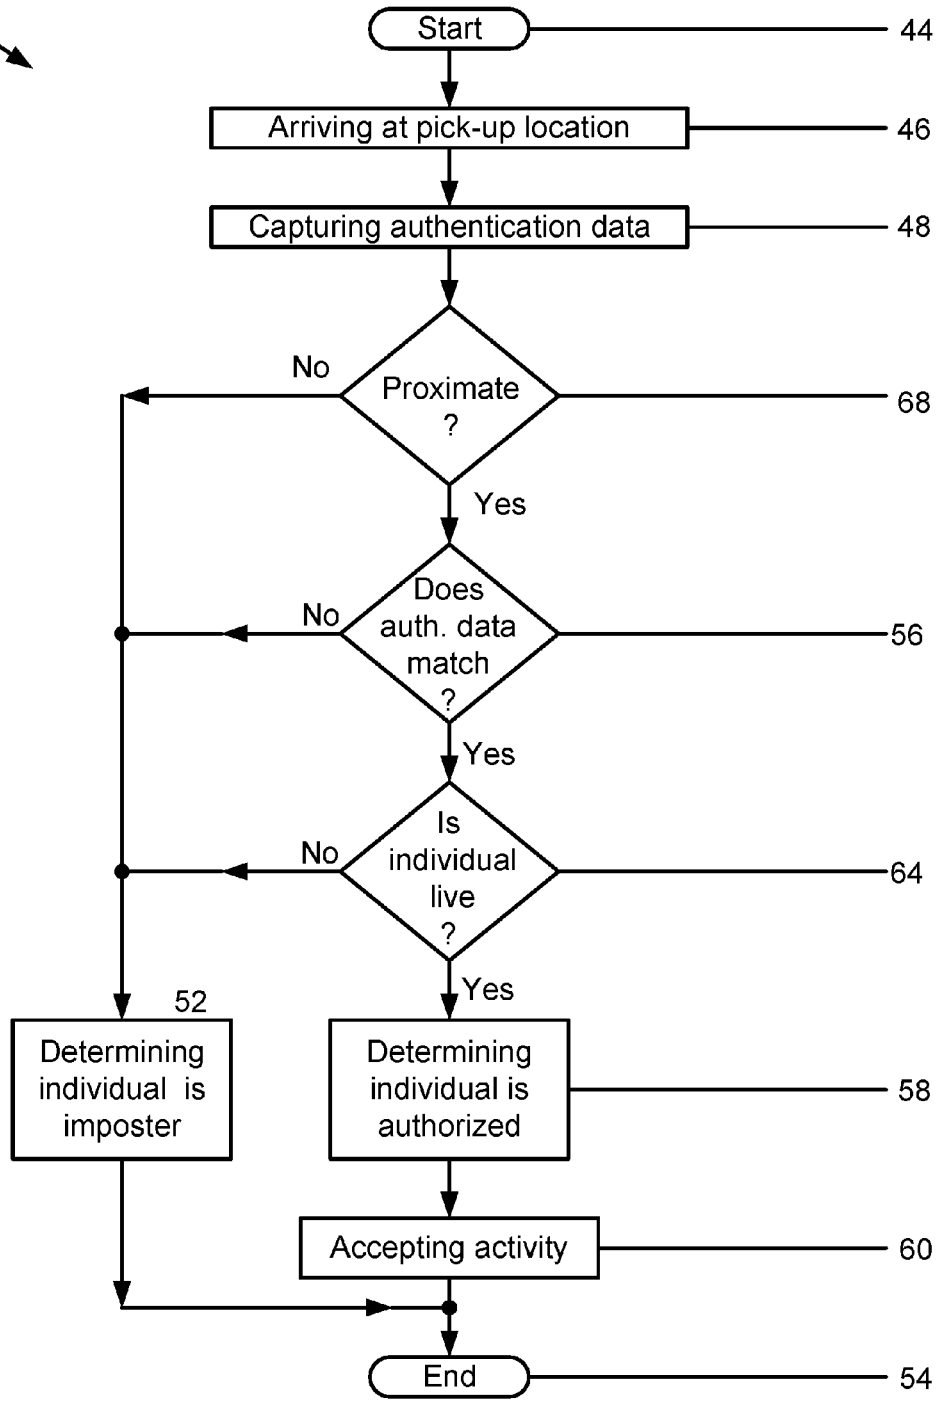 Start
44
Arriving at pick-up location
46
Capturing authentication data
48
No
Proximate
?
68
Yes
No
Does
auth. data
match
?
56
Yes
No
Is
individual
live
?
64
Yes
52
Determining
individual is
imposter
Determining
individual is
authorized
58
Accepting activity
60
End
54